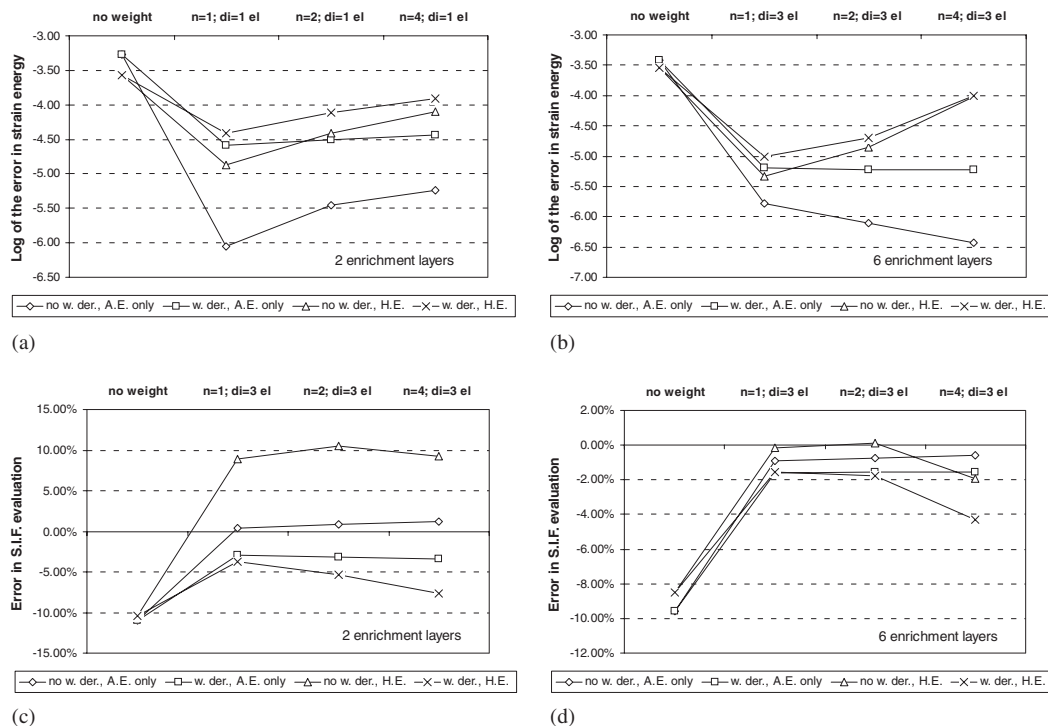 no weight n=1; di=1 el n=2; di=1 el n=4; di=1 el
-3.00
-3.50
-4.00
-4.50
-5.00
-5.50
-6.00
-6.50
Log of the error in strain energy
2 enrichment layers
no w. der., A.E. only w. der., A.E. only no w. der., H.E. w. der., H.E.
(a)
no weight n=1; di=3 el n=2; di=3 el n=4; di=3 el
-3.00
-3.50
-4.00
-4.50
-5.00
-5.50
-6.00
-6.50
-7.00
Log of the error in strain energy
6 enrichment layers
no w. der., A.E. only w. der., A.E. only no w. der., H.E. w. der., H.E.
(b)
no weight n=1; di=3 el n=2; di=3 el n=4; di=3 el
15.00%
10.00%
5.00%
0.00%
-5.00%
-10.00%
-15.00%
Error in S.I.F. evaluation
2 enrichment layers
no w. der., A.E. only w. der., A.E. only no w. der., H.E. w. der., H.E.
(c)
no weight n=1; di=3 el n=2; di=3 el n=4; di=3 el
2.00%
0.00%
-2.00%
-4.00%
-6.00%
-8.00%
-10.00%
-12.00%
Error in S.I.F. evaluation
6 enrichment layers
no w. der., A.E. only w. der., A.E. only no w. der., H.E. w. der., H.E.
(d)